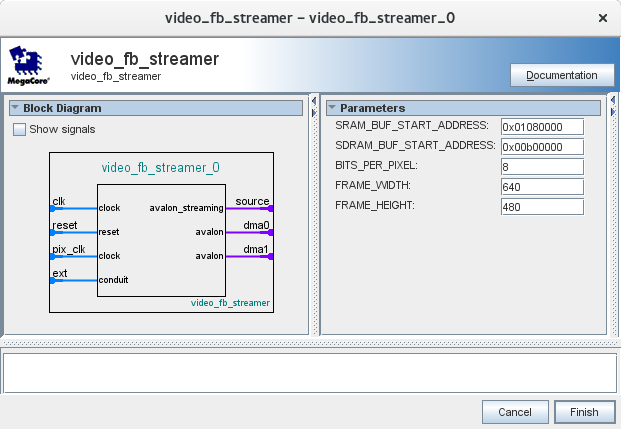 video_fb_streamer – video_fb_streamer_0
×
MegaCore®
video_fb_streamer
video_fb_streamer
Documentation
Block Diagram
Show signals
video_fb_streamer_0
clk
clock
avalon_streaming
source
reset
reset
avalon
dma0
pix_clk
clock
avalon
dma1
ext
conduit
video_fb_streamer
Parameters
SRAM_BUF_START_ADDRESS: 0x01080000
SDRAM_BUF_START_ADDRESS: 0x00b00000
BITS_PER_PIXEL: 8
FRAME_WIDTH: 640
FRAME_HEIGHT: 480
Cancel
Finish